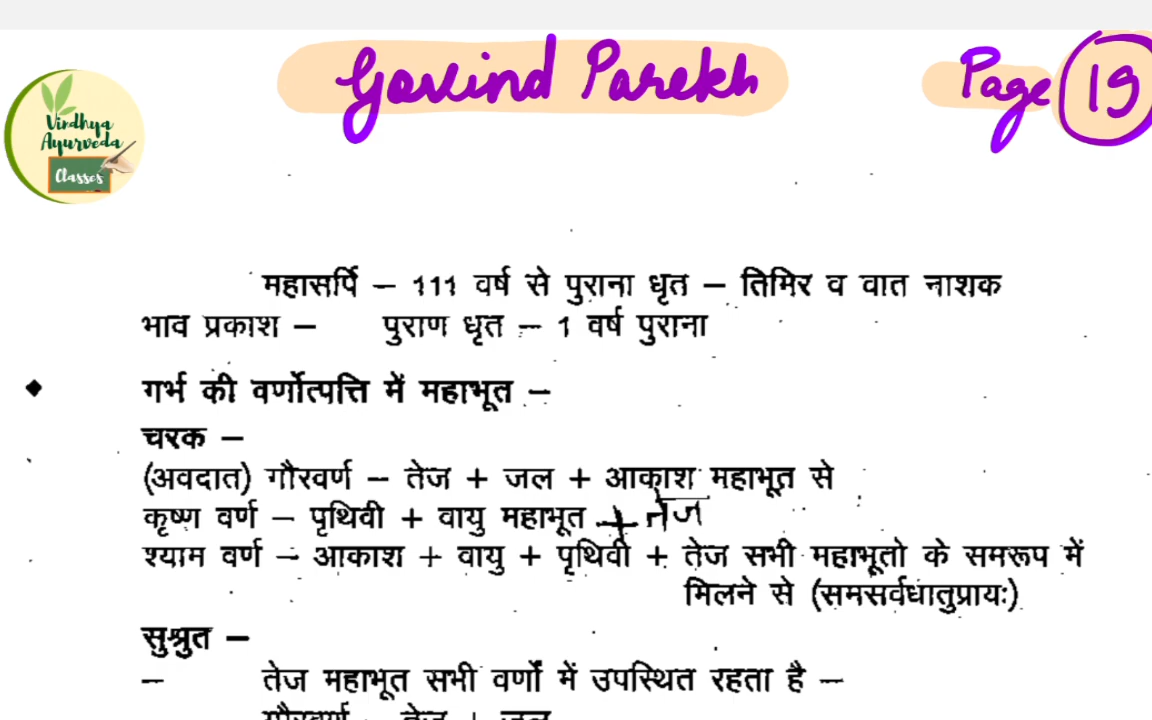 Govind Parekh
Page 19
Vindhya
Ayurveda
Classes
महासर्पि – 111 वर्ष से पुराना धृत – तिमिर व वात नाशक
भाव प्रकाश – पुराण धृत – 1 वर्ष पुराना
◆ गर्भ की वर्णोत्पत्ति में महाभूत –
चरक –
(अवदात) गौरवर्ण – तेज + जल + आकाश महाभूत से
कृष्ण वर्ण – पृथिवी + वायु महाभूत + तेज
श्याम वर्ण – आकाश + वायु + पृथिवी + तेज सभी महाभूतो के समरूप में
मिलने से (समसर्वधातुप्रायः)
सुश्रुत –
– तेज महाभूत सभी वर्णों में उपस्थित रहता है –
गौरवर्ण – तेज + जल